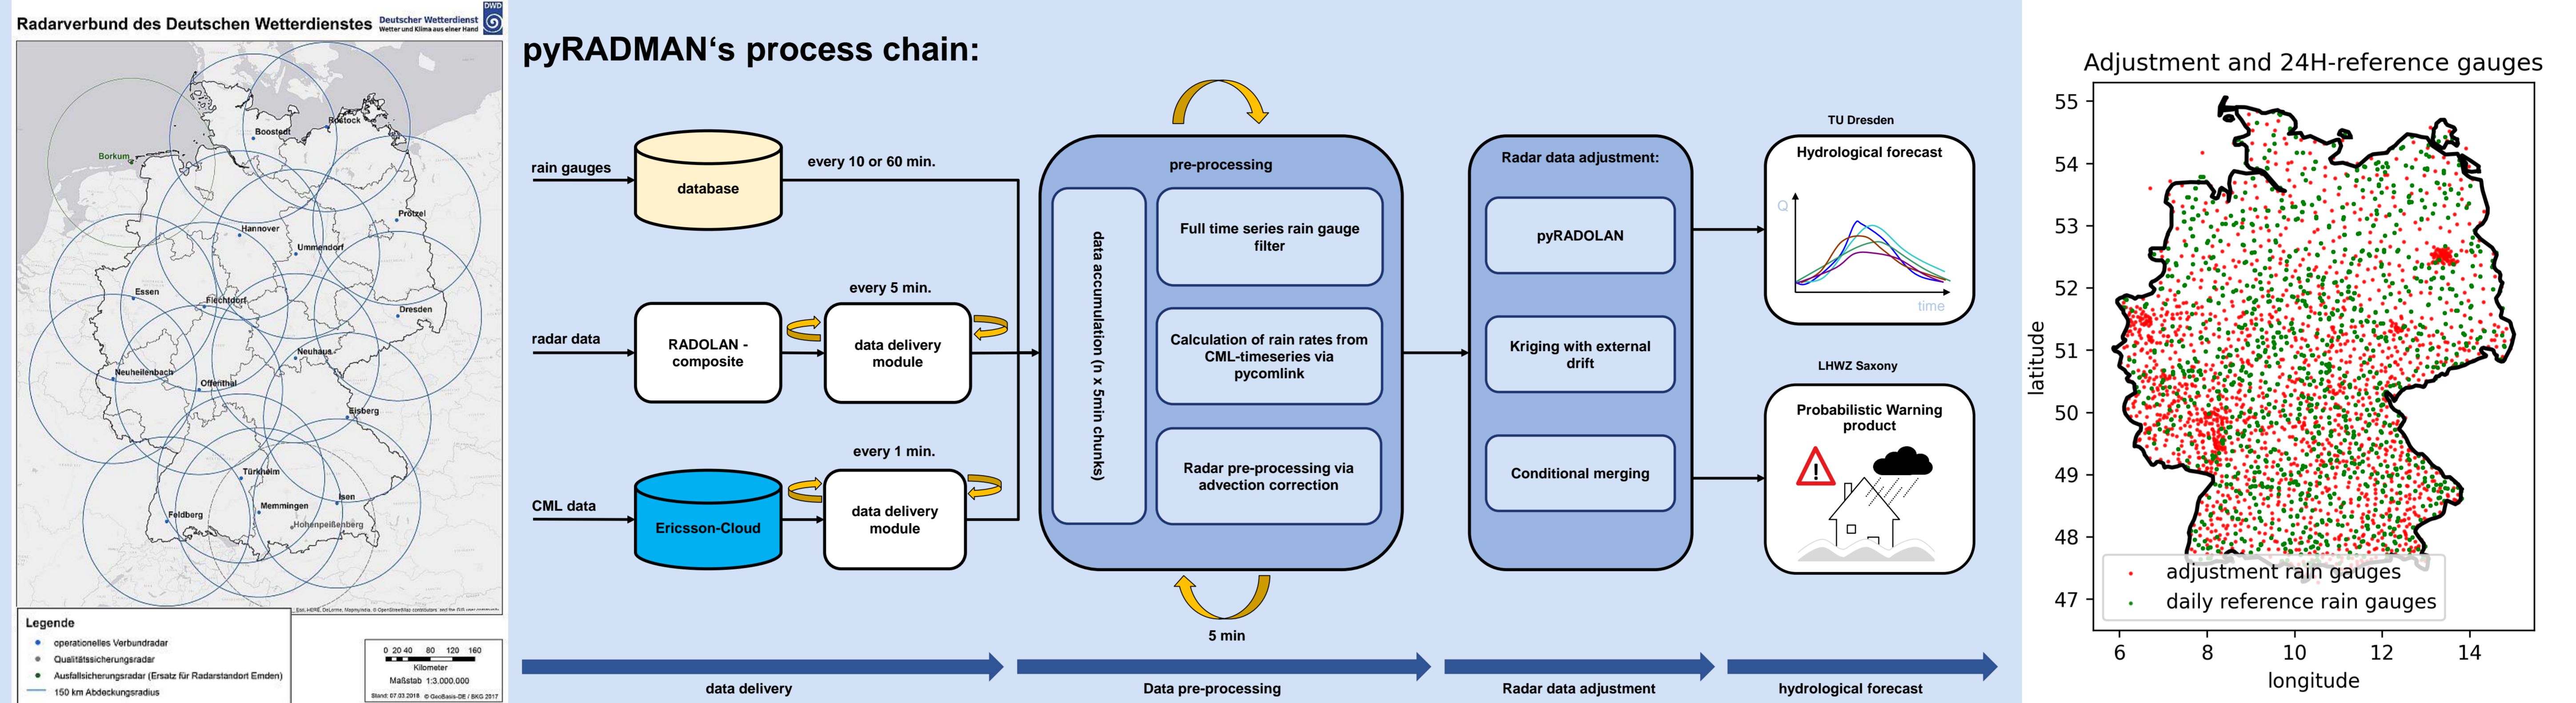 Radarverbund des Deutschen Wetterdienstes
Deutscher Wetterdienst
Wetter und Klima aus einer Hand
DWD
Boostedt
Rostock
Borkum
Prötzel
Hannover
Ummendorf
Essen
Flechtdorf
Dresden
Neuhaus
Neuheilenbach
Offenthal
Eisberg
Türkheim
Isen
Memmingen
Feldberg
Hohenpeißenberg
Legende
operationelles Verbundradar
Qualitätssicherungsradar
Ausfallsicherungsradar (Ersatz für Radarstandort Emden)
150 km Abdeckungsradius
0 20 40 80 120 160
Kilometer
Maßstab 1:3.000.000
Stand: 07.03.2018 © GeoBasis-DE / BKG 2017
pyRADMAN‘s process chain:
rain gauges
database
every 10 or 60 min.
radar data
RADOLAN -
composite
every 5 min.
data delivery
module
CML data
Ericsson-Cloud
every 1 min.
data delivery
module
pre-processing
data accumulation (n x 5min chunks)
Full time series rain gauge
filter
Calculation of rain rates from
CML-timeseries via
pycomlink
Radar pre-processing via
advection correction
5 min
Radar data adjustment:
pyRADOLAN
Kriging with external
drift
Conditional merging
TU Dresden
Hydrological forecast
Q
time
LHWZ Saxony
Probabilistic Warning
product
!
data delivery
Data pre-processing
Radar data adjustment
hydrological forecast
Adjustment and 24H-reference gauges
55
54
53
52
51
50
49
48
47
latitude
adjustment rain gauges
daily reference rain gauges
6 8 10 12 14
longitude